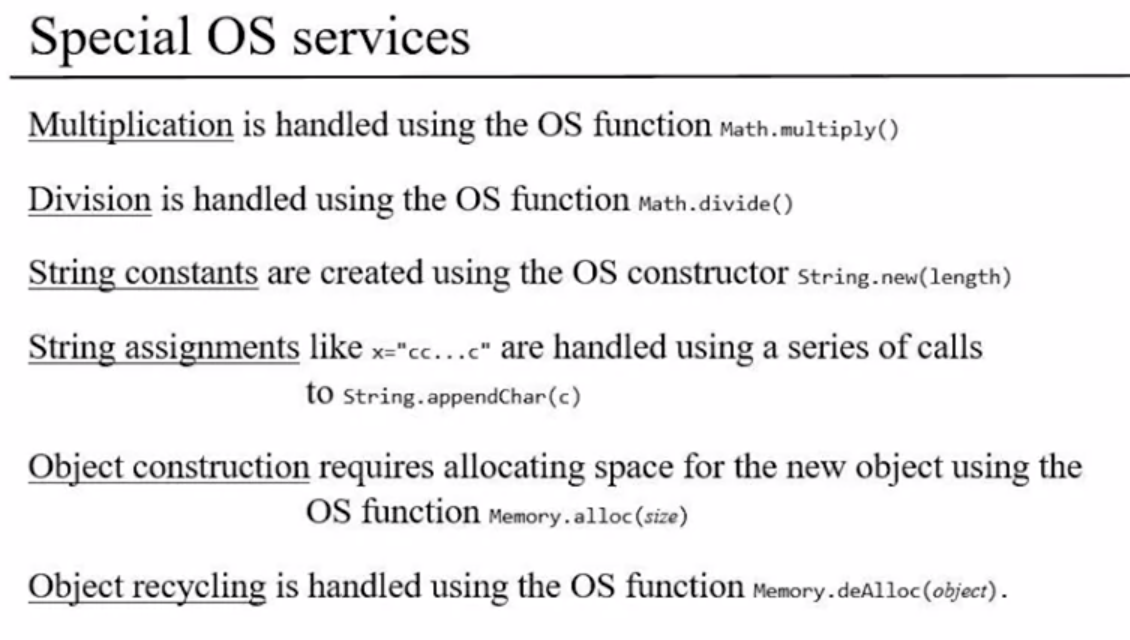 Special OS services
Multiplication is handled using the OS function Math.multiply()
Division is handled using the OS function Math.divide()
String constants are created using the OS constructor String.new(length)
String assignments like x="cc...c" are handled using a series of calls
to String.appendChar(c)
Object construction requires allocating space for the new object using the
OS function Memory.alloc(size)
Object recycling is handled using the OS function Memory.deAlloc(object).